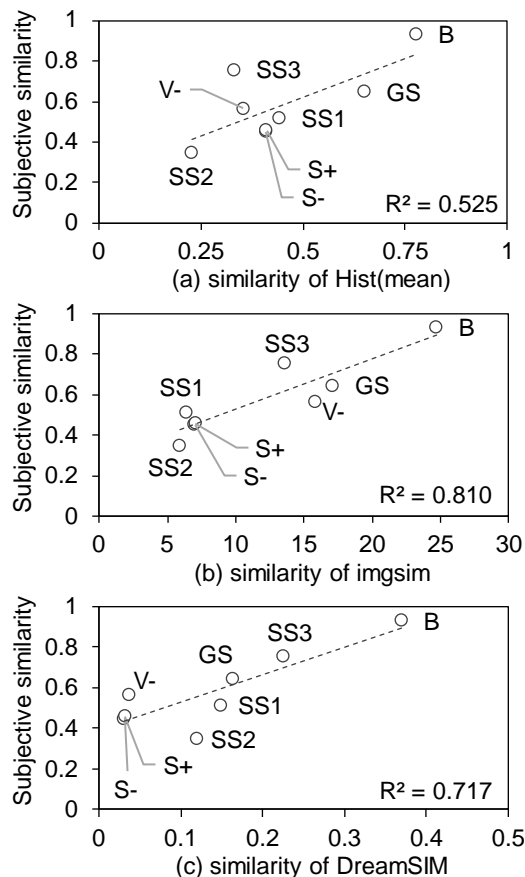 Subjective similarity
1
0.8
0.6
0.4
0.2
0
B
SS3
V-
GS
SS1
SS2
S+
S-
R² = 0.525
0 0.25 0.5 0.75 1
(a) similarity of Hist(mean)
Subjective similarity
1
0.8
0.6
0.4
0.2
0
B
SS3
GS
SS1
V-
S+
SS2
S-
R² = 0.810
0 5 10 15 20 25 30
(b) similarity of imgsim
Subjective similarity
1
0.8
0.6
0.4
0.2
0
B
SS3
GS
V-
SS1
SS2
S+
S-
R² = 0.717
0 0.1 0.2 0.3 0.4 0.5
(c) similarity of DreamSIM